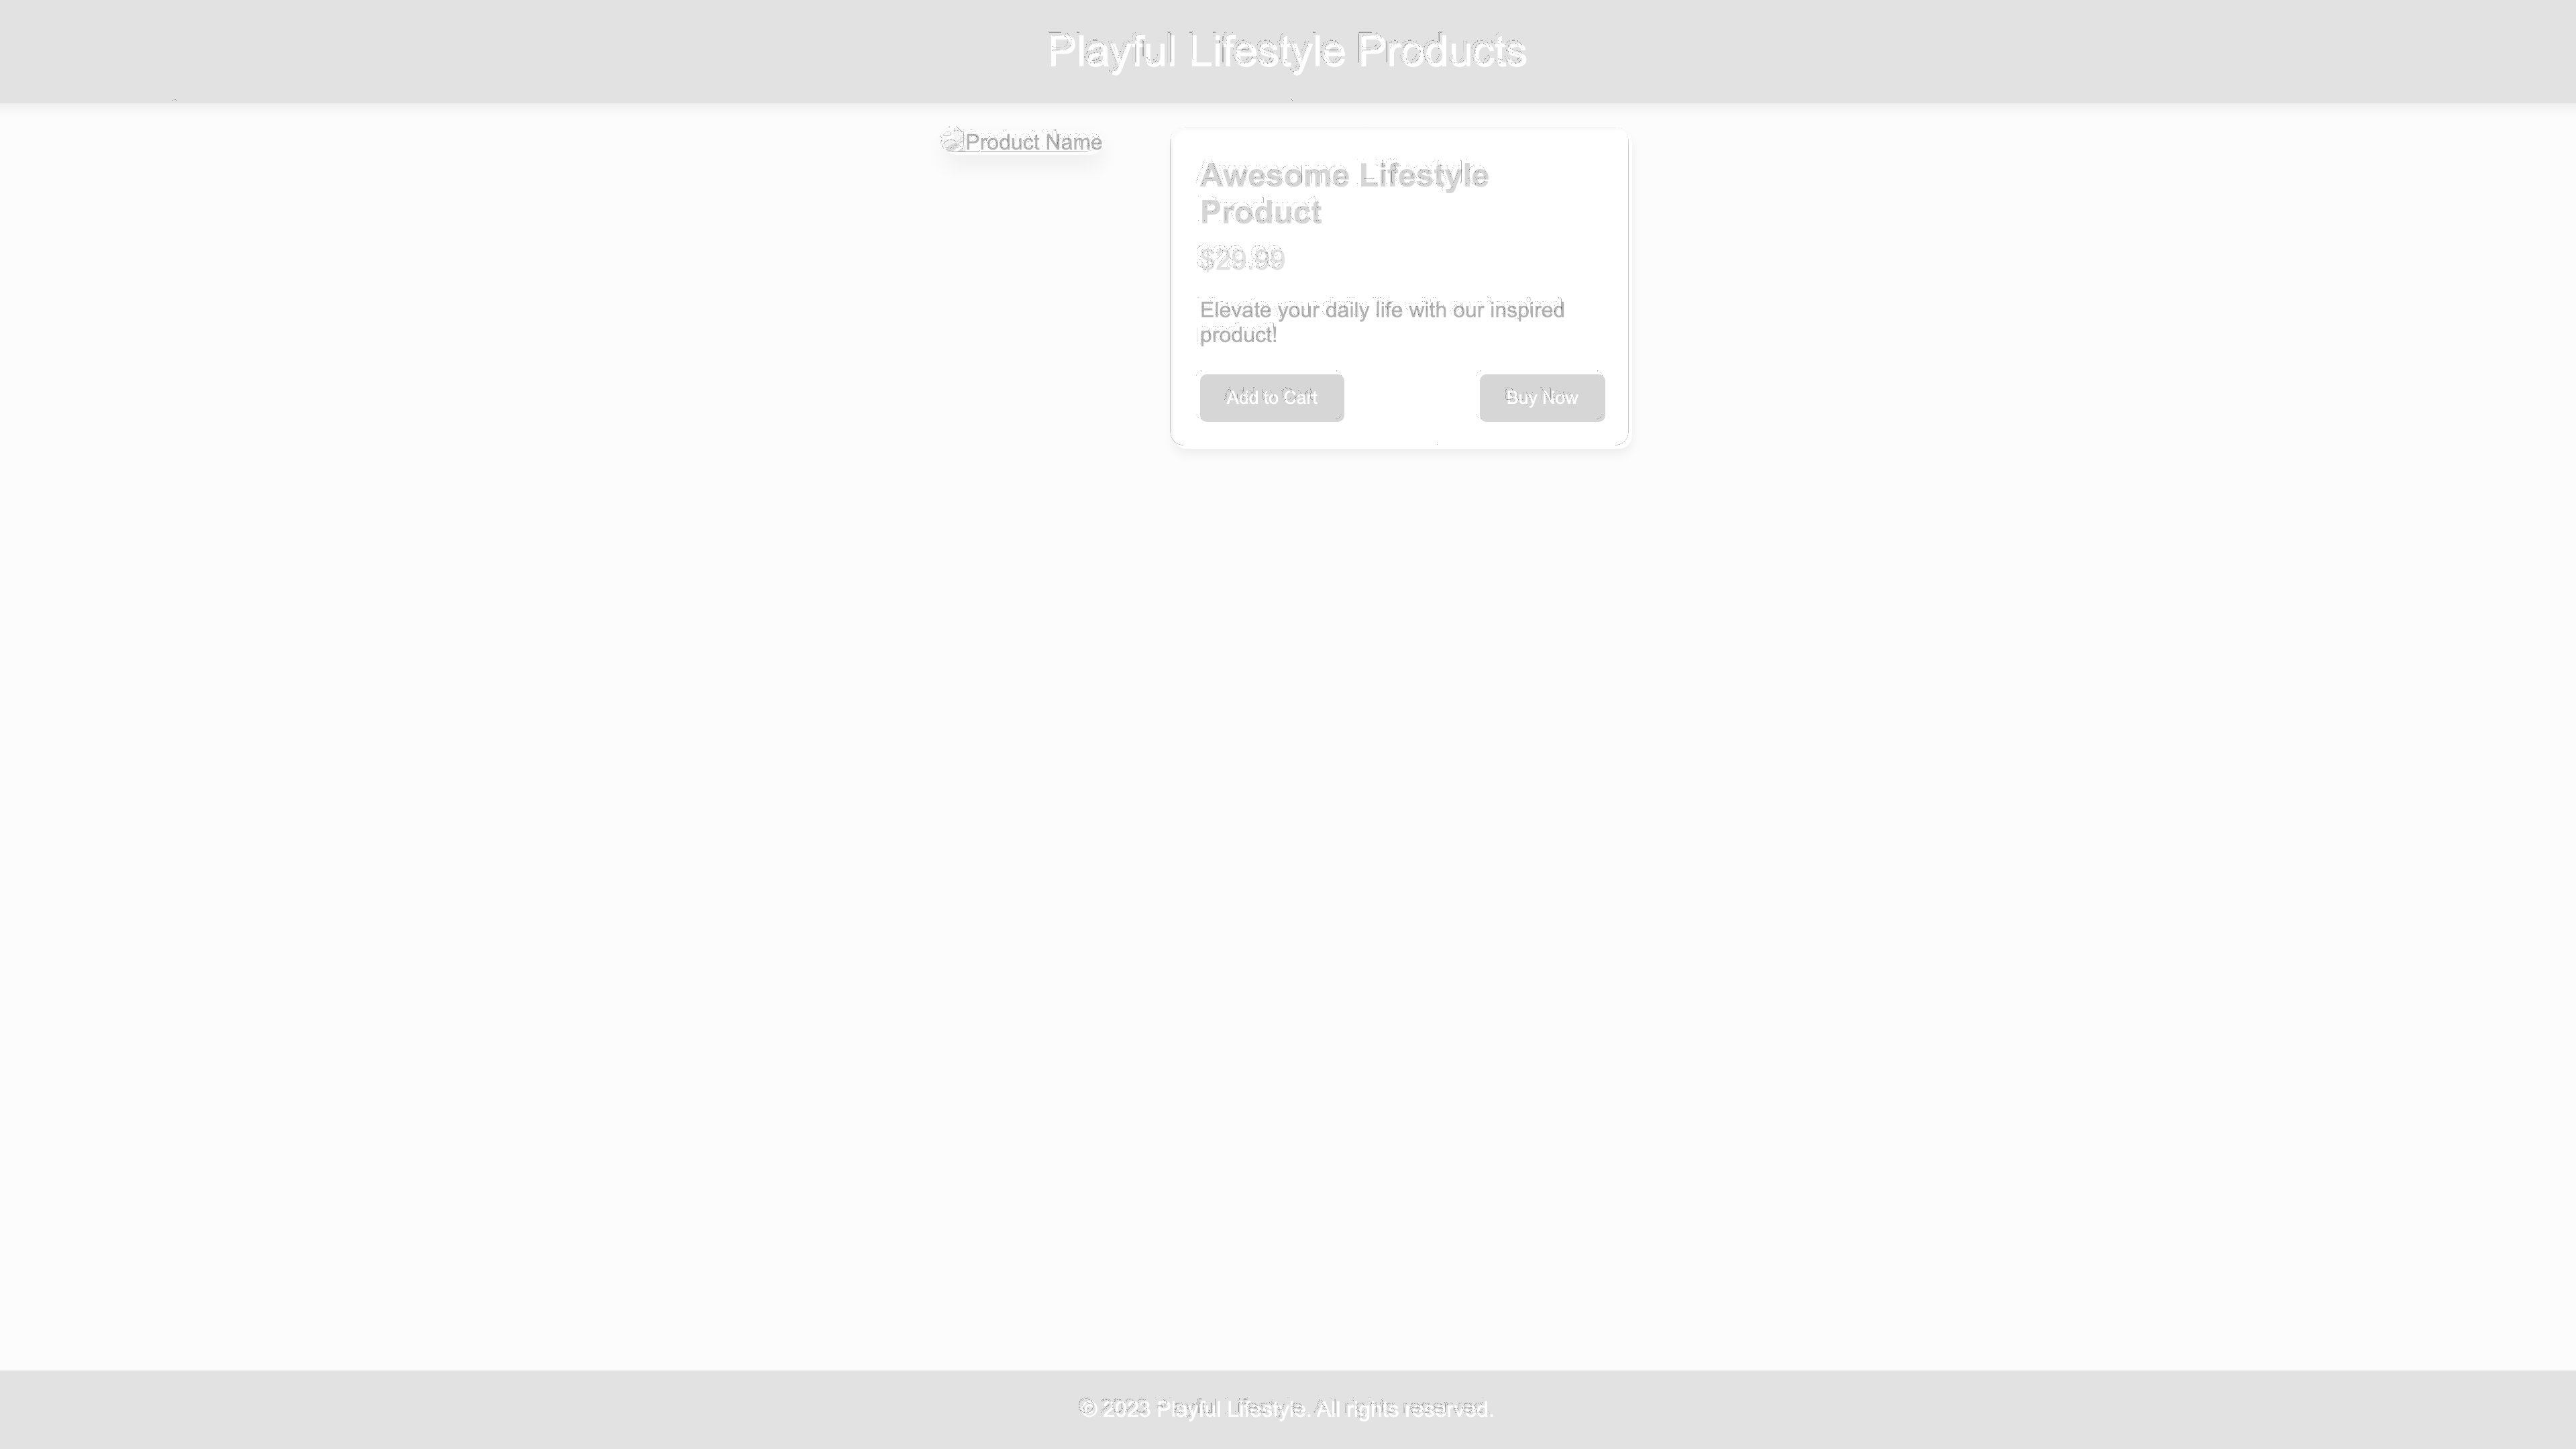 Playful Lifestyle Products
Product Name
Awesome Lifestyle
Product
$29.99
Elevate your daily life with our inspired
product!
Add to Cart
Buy Now
© 2023 Playful Lifestyle. All rights reserved.